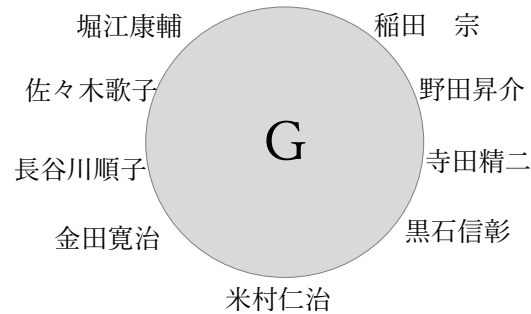 堀江康輔
稲田　宗
佐々木歌子
野田昇介
G
長谷川順子
寺田精二
金田寛治
黒石信彰
米村仁治